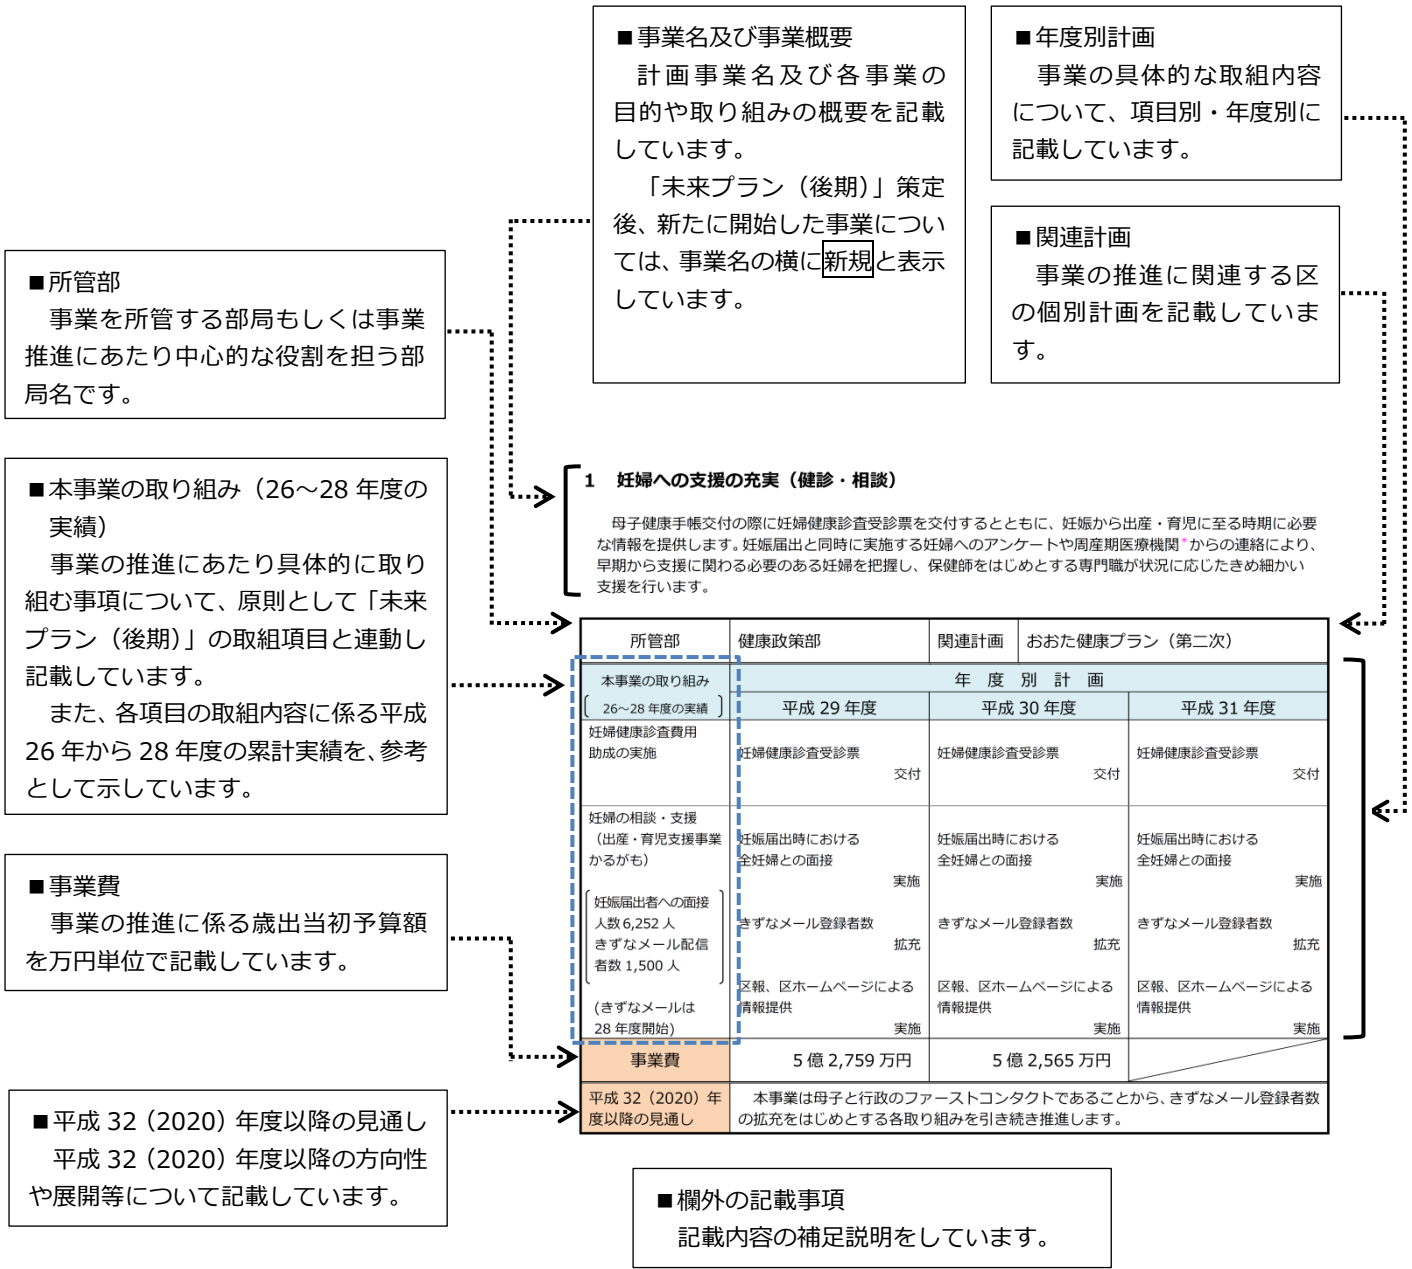 ■事業名及び事業概要
計画事業名及び各事業の
目的や取り組みの概要を記載
しています。
「未来プラン（後期）」策定
後、新たに開始した事業につい
ては、事業名の横に新規と表示
しています。
■年度別計画
事業の具体的な取組内容
について、項目別・年度別に
記載しています。
■関連計画
事業の推進に関連する区
の個別計画を記載していま
す。
■所管部
事業を所管する部局もしくは事業
推進にあたり中心的な役割を担う部
局名です。
■本事業の取り組み（26～28 年度の
実績）
事業の推進にあたり具体的に取り
組む事項について、原則として「未来
プラン（後期）」の取組項目と連動し
記載しています。
また、各項目の取組内容に係る平成
26 年から 28 年度の累計実績を、参考
として示しています。
■事業費
事業の推進に係る歳出当初予算額
を万円単位で記載しています。
■平成 32（2020）年度以降の見通し
平成 32（2020）年度以降の方向性
や展開等について記載しています。
1　妊婦への支援の充実（健診・相談）
母子健康手帳交付の際に妊婦健康診査受診票を交付するとともに、妊娠から出産・育児に至る時期に必要
な情報を提供します。妊娠届出と同時に実施する妊婦へのアンケートや周産期医療機関*からの連絡により、
早期から支援に関わる必要のある妊婦を把握し、保健師をはじめとする専門職が状況に応じたきめ細かい
支援を行います。
所管部　健康政策部　関連計画　おおた健康プラン（第二次）
本事業の取り組み　年 度 別 計 画
26～28 年度の実績　平成 29 年度　平成 30 年度　平成 31 年度
妊婦健康診査費用
助成の実施
妊婦健康診査受診票
交付
妊婦健康診査受診票
交付
妊婦健康診査受診票
交付
妊婦の相談・支援
（出産・育児支援事業
かるがも）
妊娠届出者への面接
人数 6,252 人
きずなメール配信
者数 1,500 人
(きずなメールは
28 年度開始)
妊娠届出時における
全妊婦との面接
実施
きずなメール登録者数
拡充
区報、区ホームページによる
情報提供
実施
妊娠届出時における
全妊婦との面接
実施
きずなメール登録者数
拡充
区報、区ホームページによる
情報提供
実施
妊娠届出時における
全妊婦との面接
実施
きずなメール登録者数
拡充
区報、区ホームページによる
情報提供
実施
事業費　5 億 2,759 万円　5 億 2,565 万円
平成 32（2020）年
度以降の見通し
本事業は母子と行政のファーストコンタクトであることから、きずなメール登録者数
の拡充をはじめとする各取り組みを引き続き推進します。
■欄外の記載事項
記載内容の補足説明をしています。